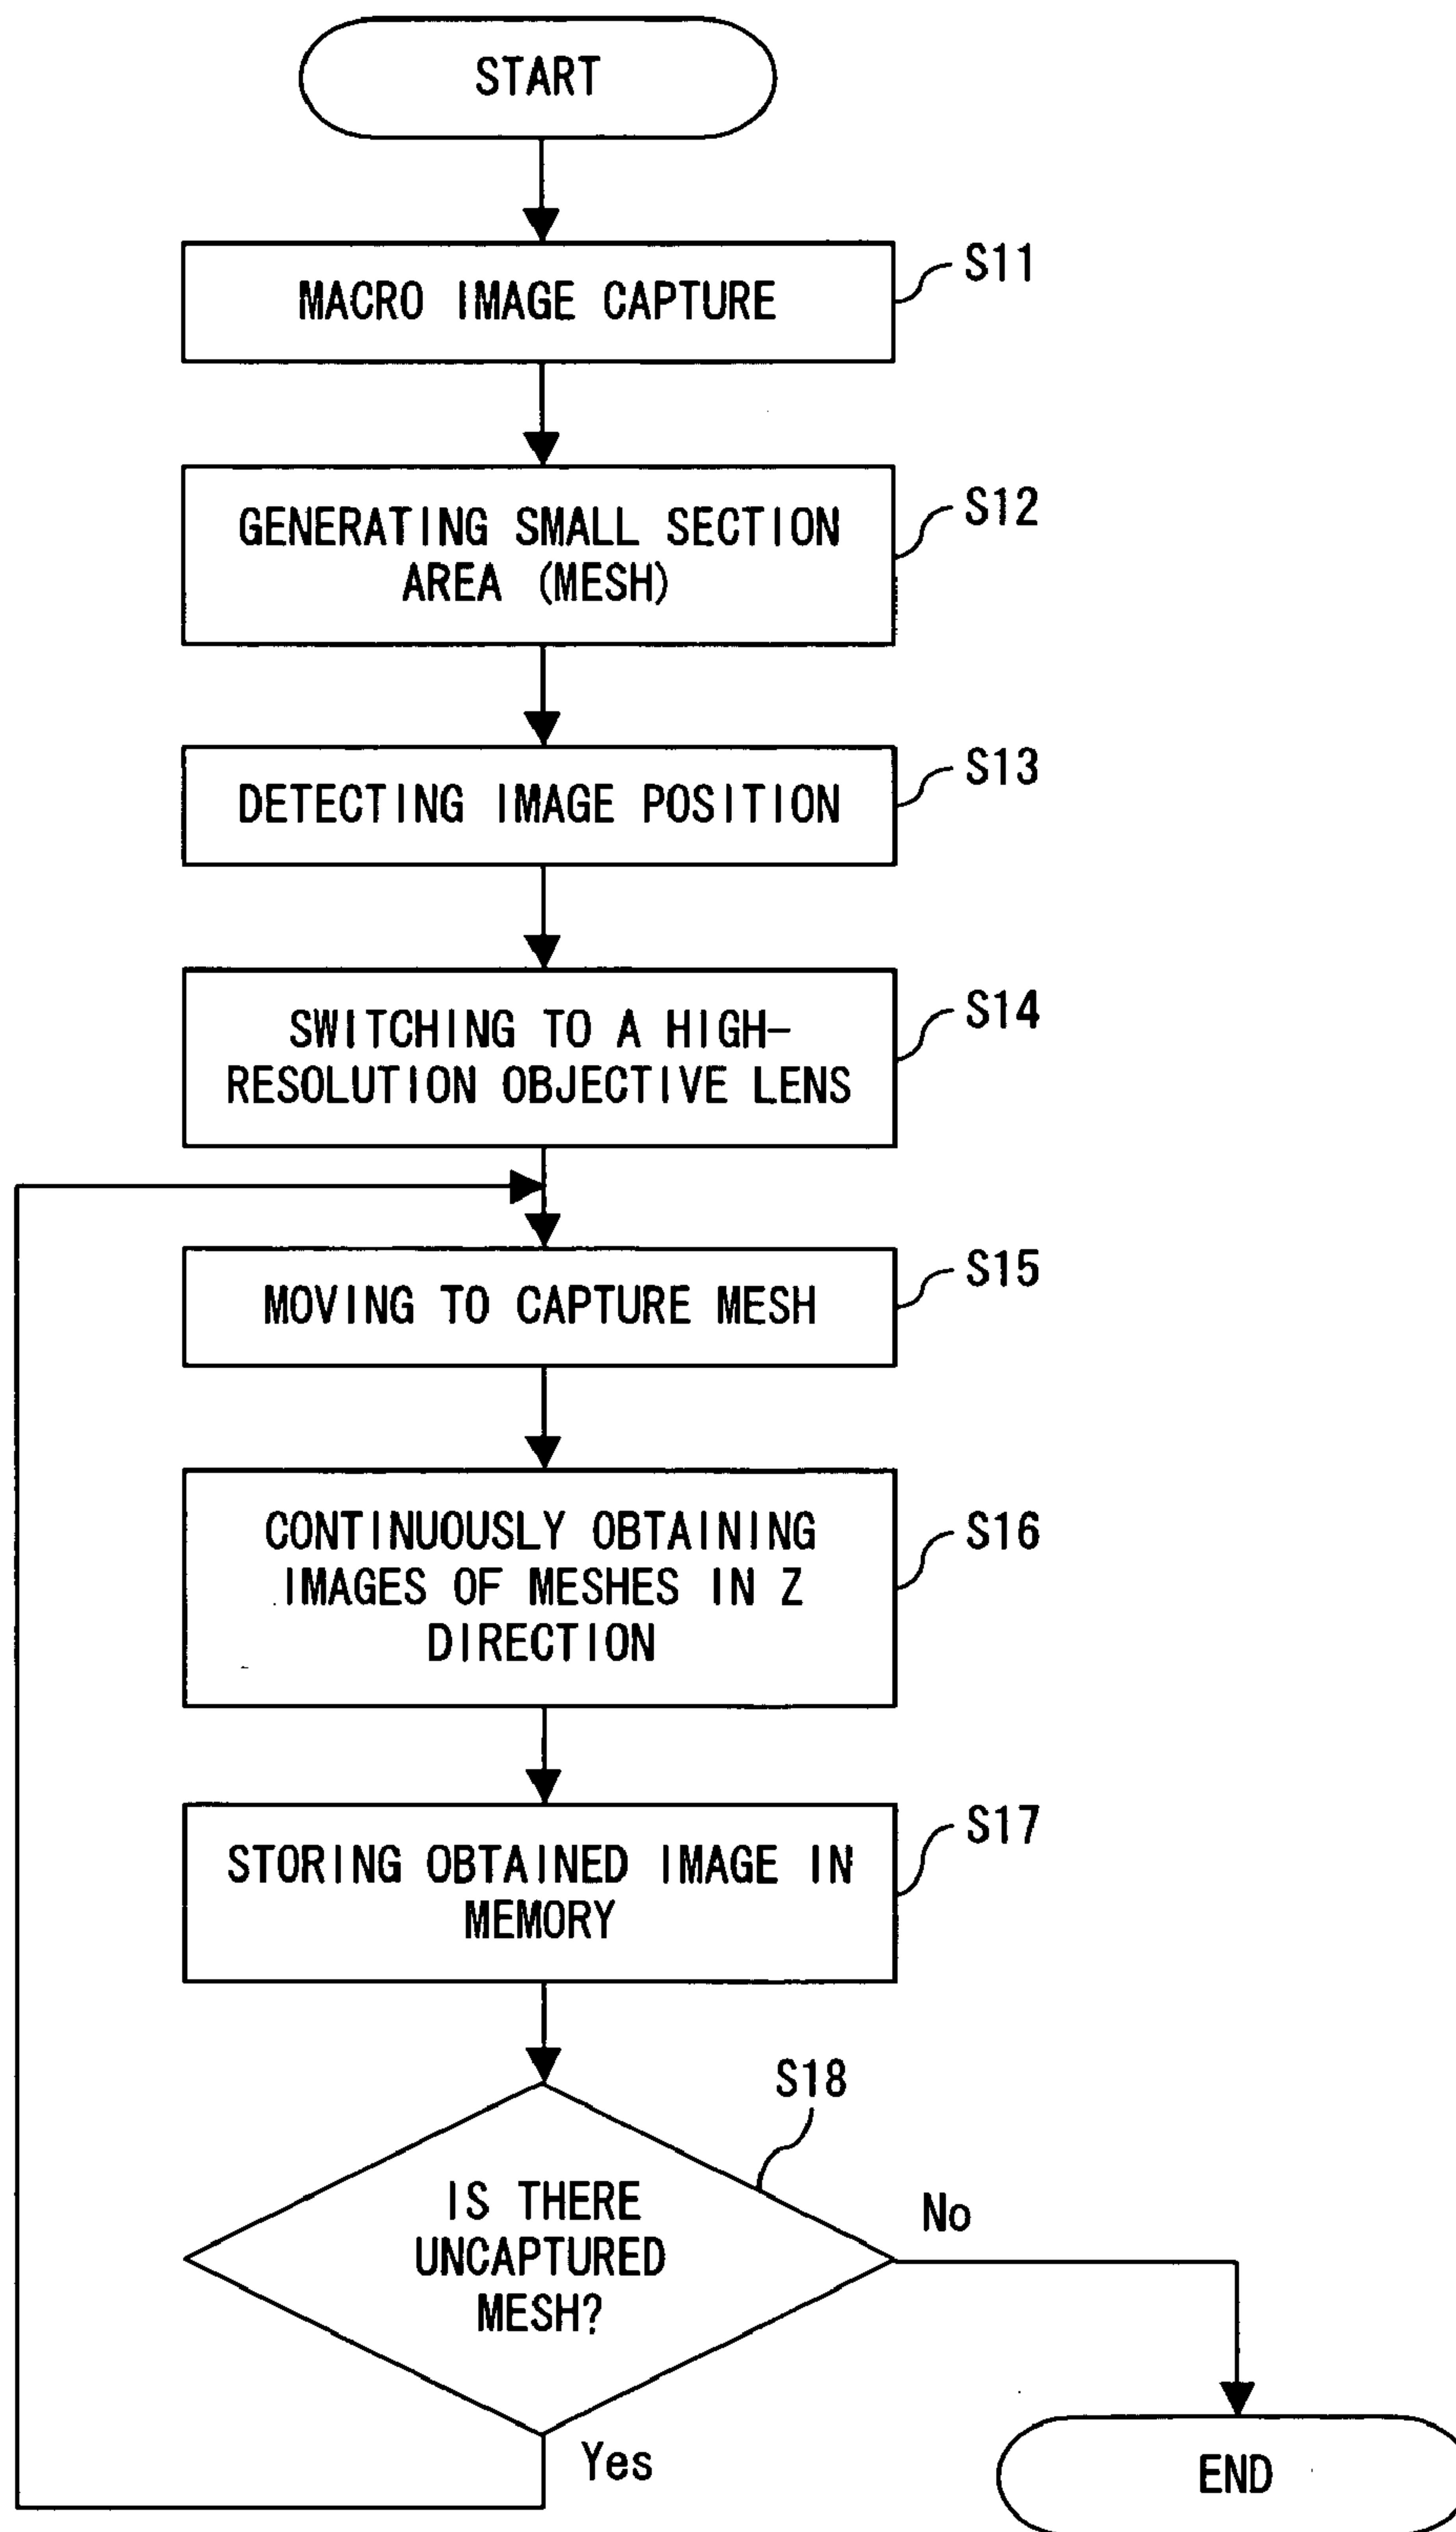 START
MACRO IMAGE CAPTURE
S11
GENERATING SMALL SECTION
AREA (MESH)
S12
DETECTING IMAGE POSITION
S13
SWITCHING TO A HIGH-
RESOLUTION OBJECTIVE LENS
S14
MOVING TO CAPTURE MESH
S15
CONTINUOUSLY OBTAINING
IMAGES OF MESHES IN Z
DIRECTION
S16
STORING OBTAINED IMAGE IN
MEMORY
S17
S18
IS THERE
UNCAPTURED
MESH?
No
Yes
END